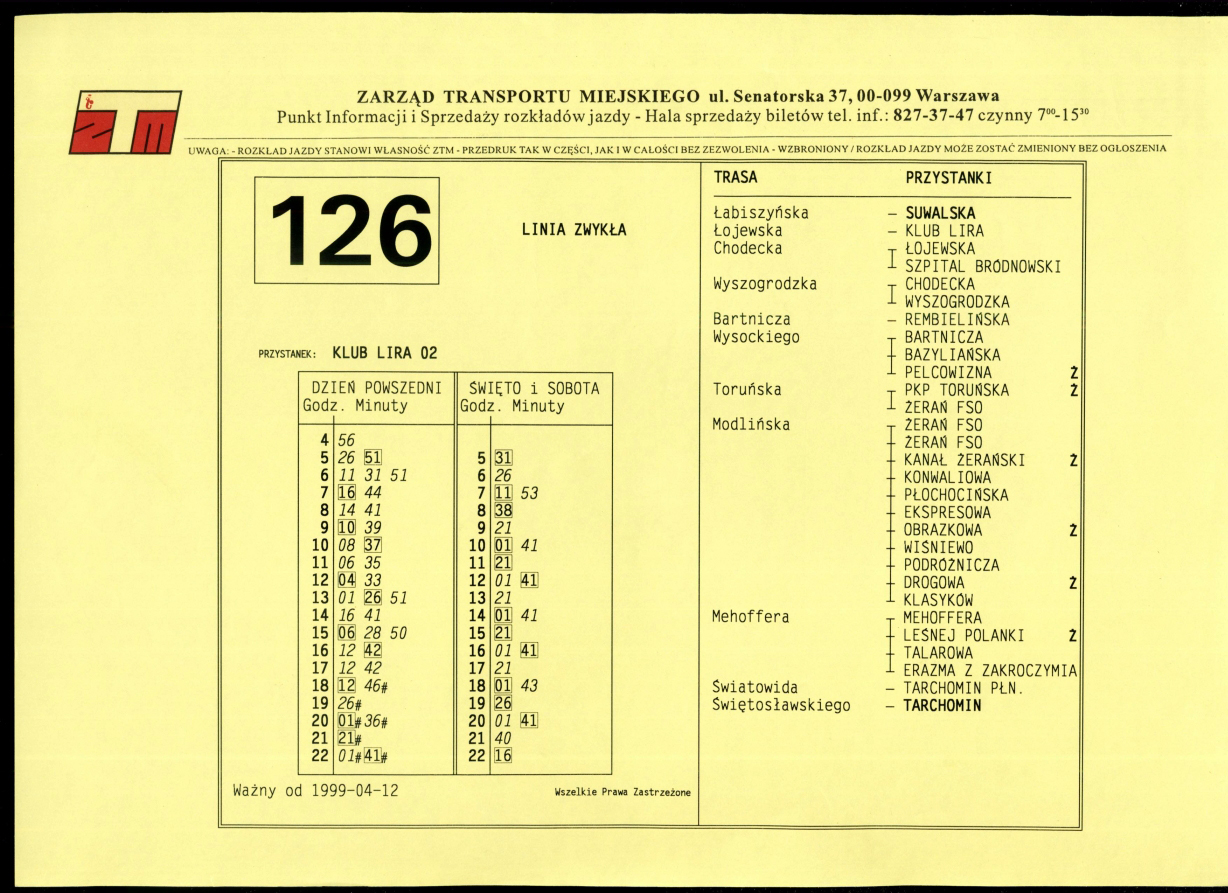 ZARZĄD TRANSPORTU MIEJSKIEGO ul. Senatorska 37, 00-099 Warszawa
Punkt Informacji i Sprzedaży rozkładów jazdy - Hala sprzedaży biletów tel. inf.: 827-37-47 czynny 7⁰⁰-15³⁰
UWAGA: - ROZKŁAD JAZDY STANOWI WŁASNOŚĆ ZTM - PRZEDRUK TAK W CZĘŚCI, JAK I W CAŁOŚCI BEZ ZEZWOLENIA - WZBRONIONY / ROZKŁAD JAZDY MOŻE ZOSTAĆ ZMIENIONY BEZ OGŁOSZENIA
126
LINIA ZWYKŁA
PRZYSTANEK: KLUB LIRA 02
DZIEŃ POWSZEDNI
Godz. Minuty
4 56
5 26 51
6 11 31 51
7 16 44
8 14 41
9 10 39
10 08 37
11 06 35
12 04 33
13 01 26 51
14 16 41
15 06 28 50
16 12 42
17 12 42
18 12 46#
19 26#
20 01# 36#
21 21#
22 01# 41#
ŚWIĘTO i SOBOTA
Godz. Minuty
5 31
6 26
7 11 53
8 38
9 21
10 01 41
11 21
12 01 41
13 21
14 01 41
15 21
16 01 41
17 21
18 01 43
19 26
20 01 41
21 40
22 16
Ważny od 1999-04-12
Wszelkie Prawa Zastrzeżone
TRASA PRZYSTANKI
Łabiszyńska – SUWALSKA
Łojewska – KLUB LIRA
Chodecka ŁOJEWSKA
SZPITAL BRÓDNOWSKI
Wyszogrodzka CHODECKA
WYSZOGRODZKA
Bartnicza – REMBIELIŃSKA
Wysockiego BARTNICZA
BAZYLIAŃSKA
PELCOWIZNA Ż
Toruńska PKP TORUŃSKA Ż
ŻERAŃ FSO
Modlińska ŻERAŃ FSO
ŻERAŃ FSO
KANAŁ ŻERAŃSKI Ż
KONWALIOWA
PŁOCHOCIŃSKA
EKSPRESOWA
OBRAZKOWA Ż
WIŚNIEWO
PODRÓŻNICZA
DROGOWA Ż
KLASYKÓW
Mehoffera MEHOFFERA
LEŚNEJ POLANKI Ż
TALAROWA
ERAZMA Z ZAKROCZYMIA
Światowida – TARCHOMIN PŁN.
Świętosławskiego – TARCHOMIN